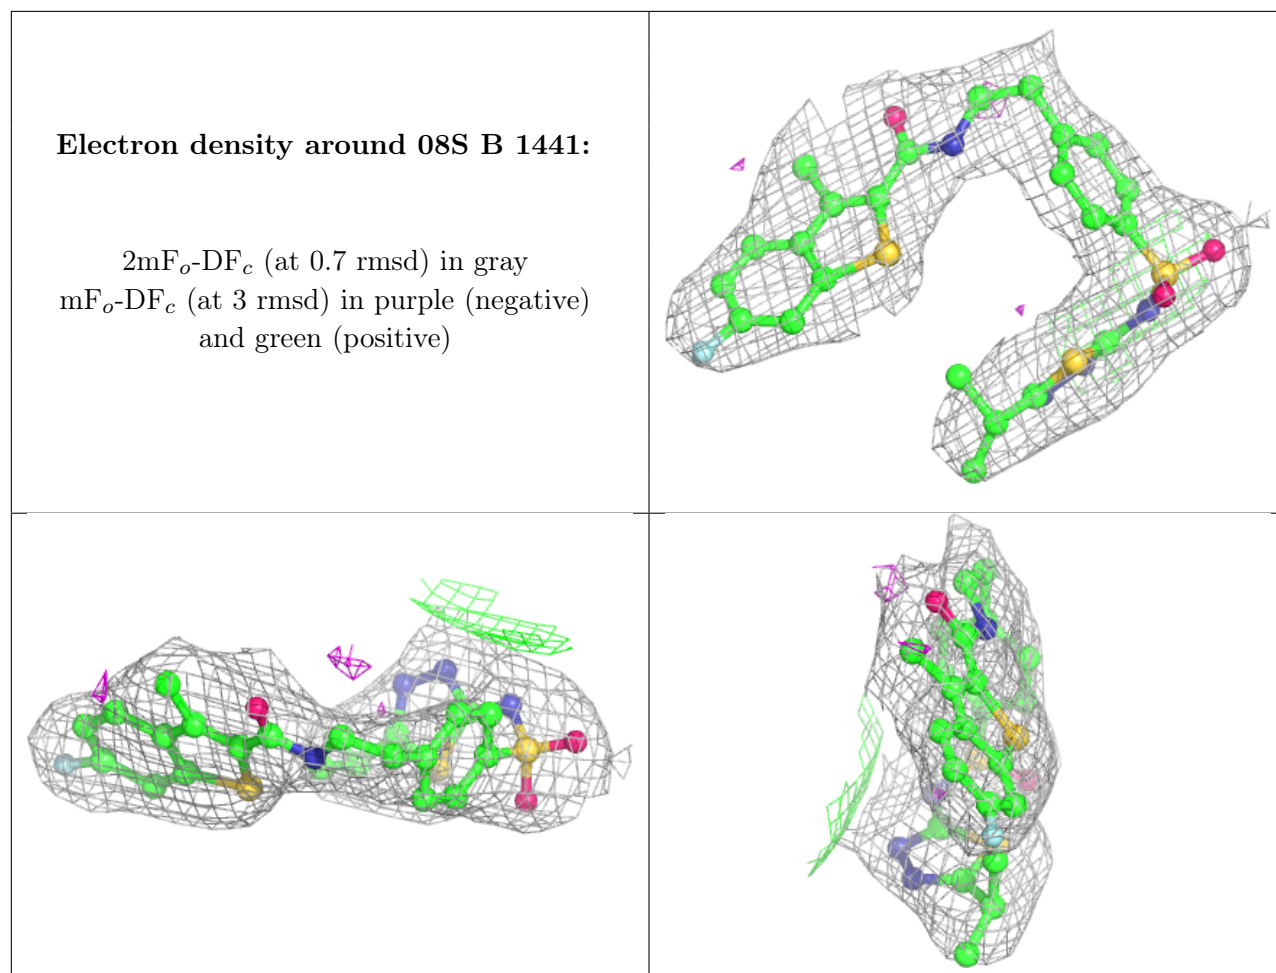 Electron density around 08S B 1441:
2mFo-DFc (at 0.7 rmsd) in gray
mFo-DFc (at 3 rmsd) in purple (negative)
and green (positive)